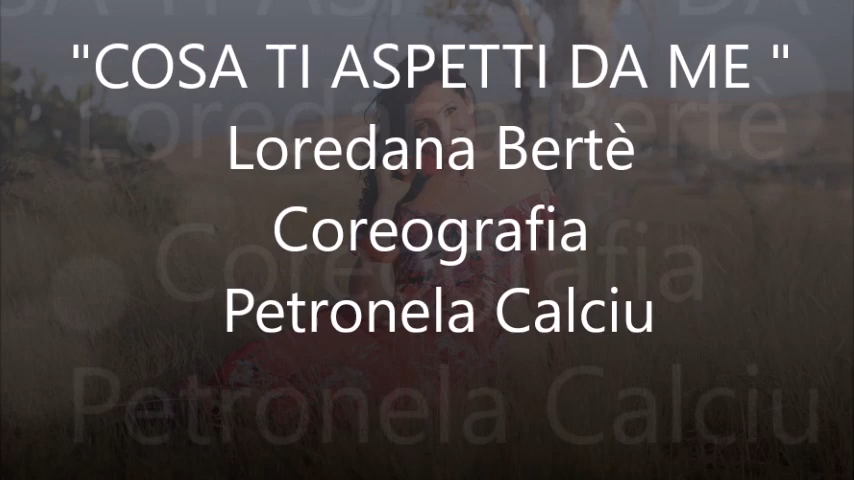 "COSA TI ASPETTI DA ME "
Loredana Bertè
Coreografia
Petronela Calciu